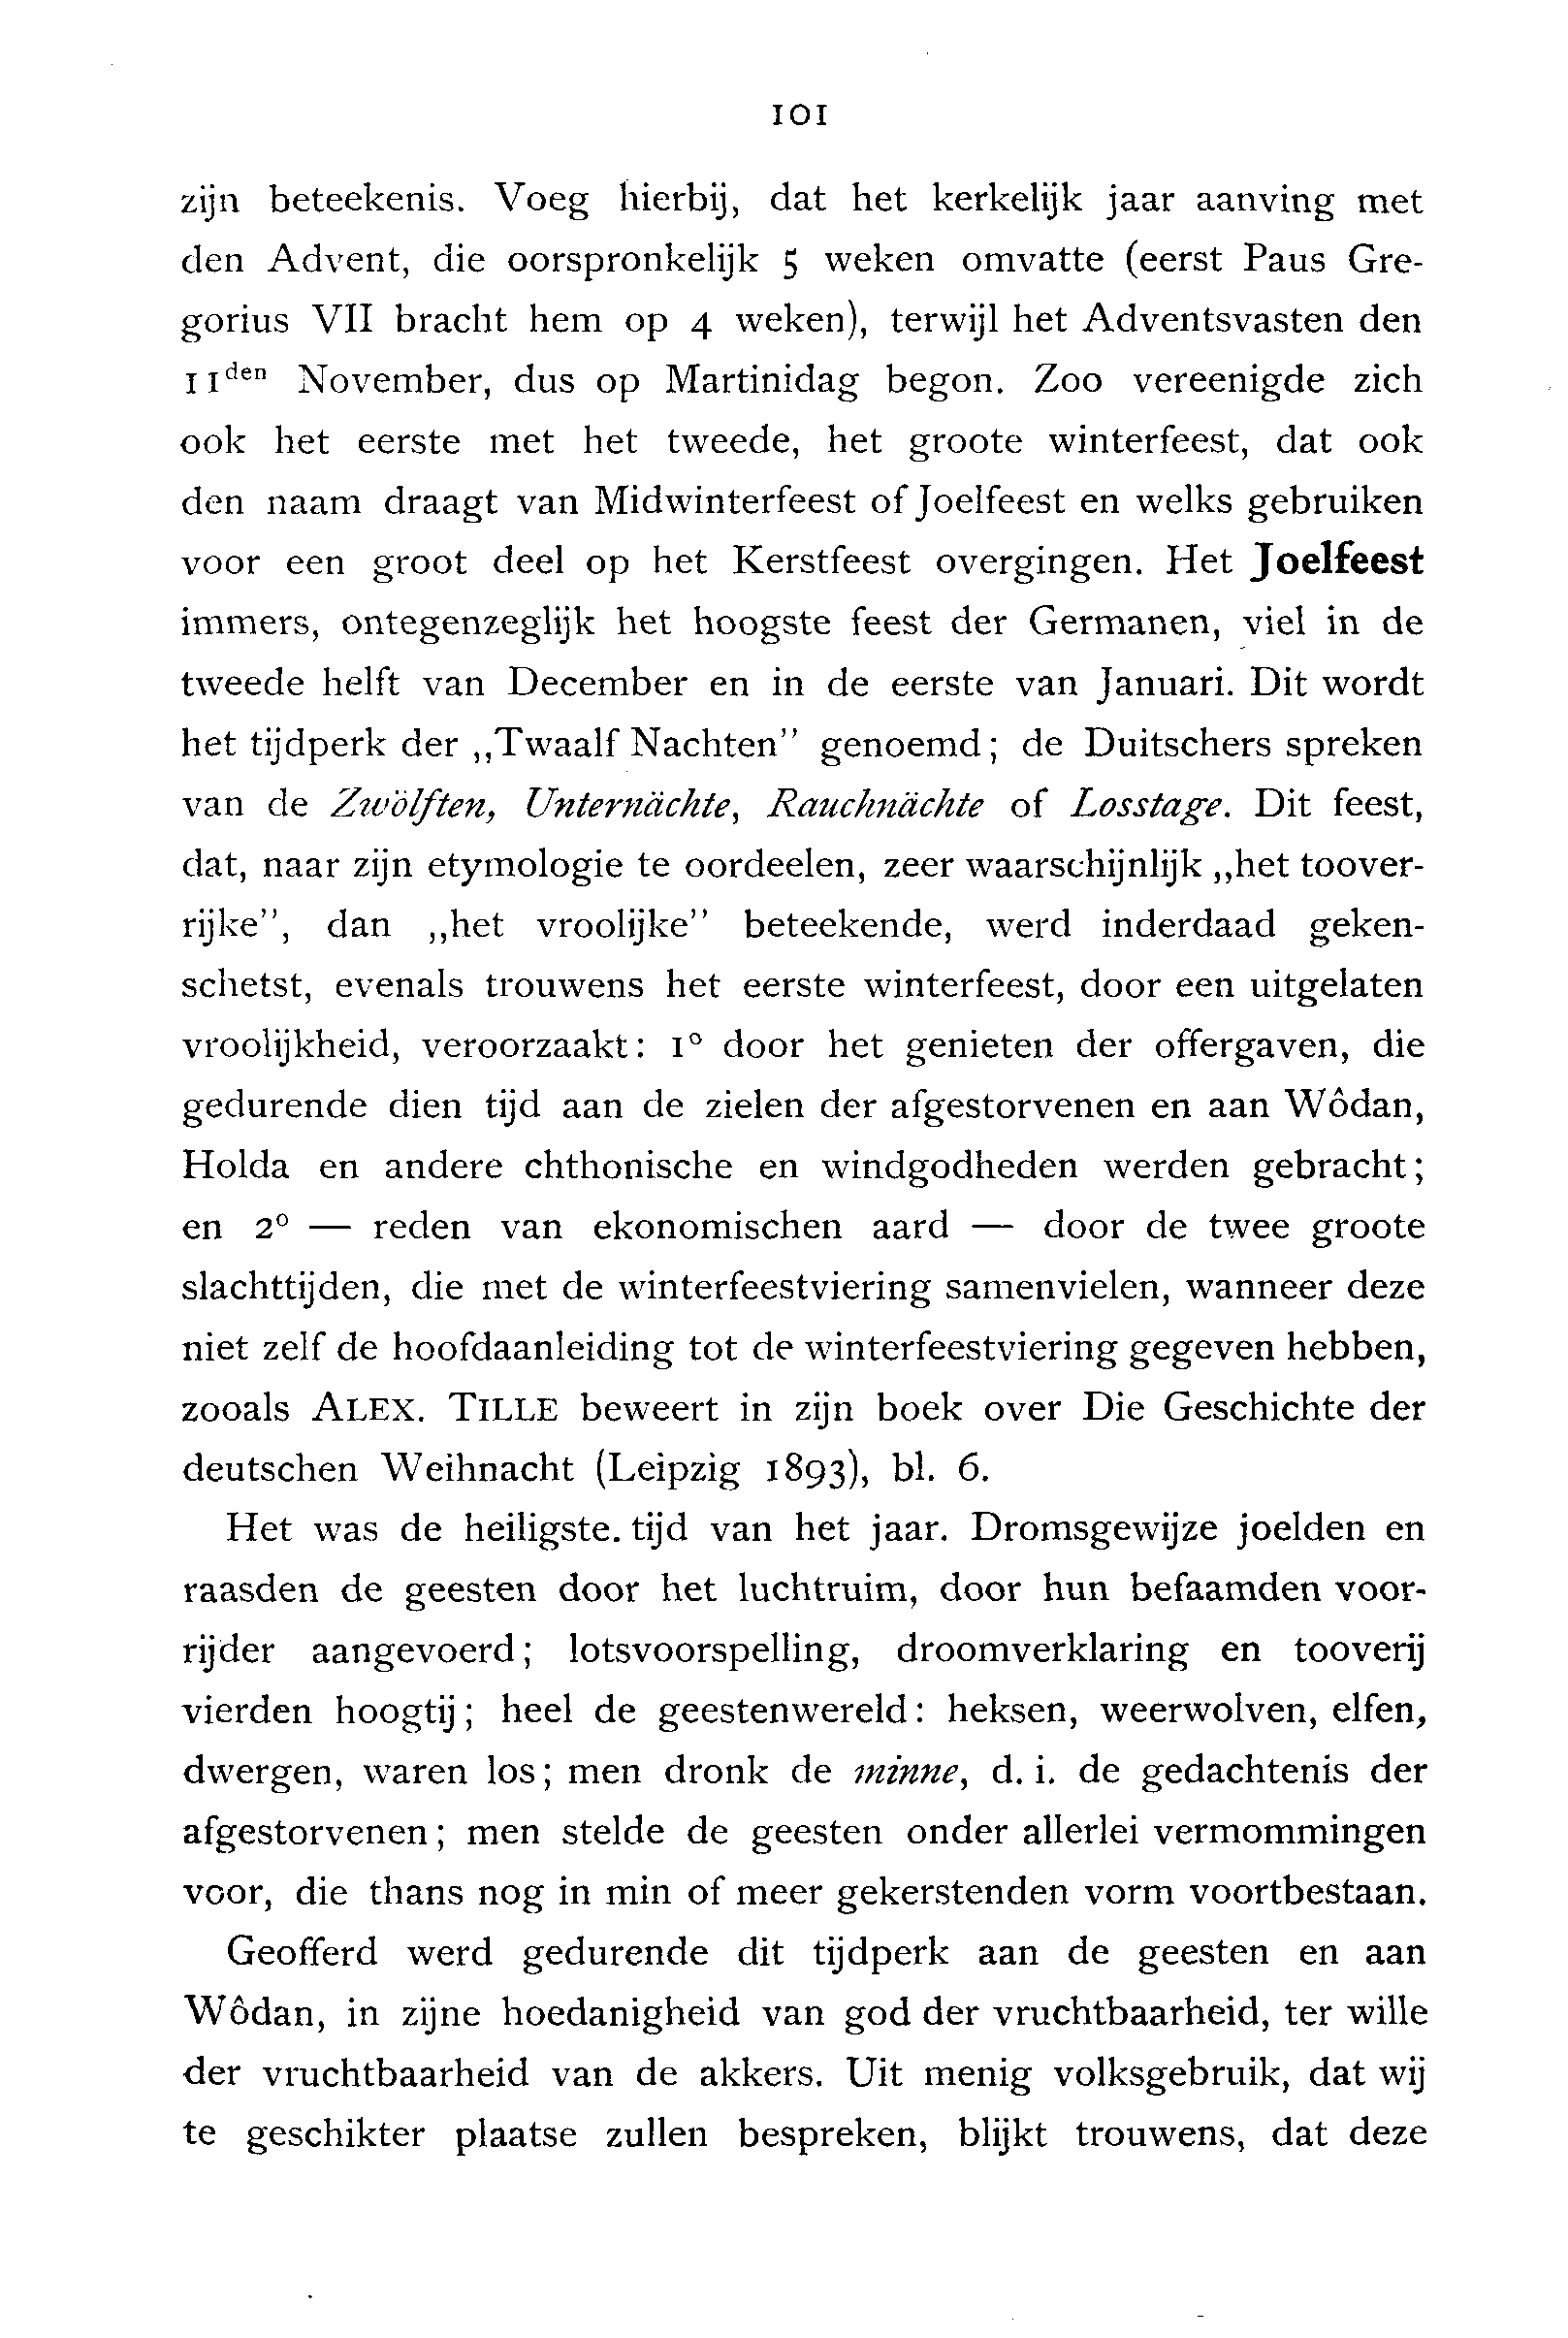 101
zijn beteekenis. Voeg hierbij, dat het kerkelijk jaar aanving met
den Advent, die oorspronkelijk 5 weken omvatte (eerst Paus Gre-
gorius VII bracht hem op 4 weken), terwijl het Adventsvasten den
11den November, dus op Martinidag begon. Zoo vereenigde zich
ook het eerste met het tweede, het groote winterfeest, dat ook
den naam draagt van Midwinterfeest of Joelfeest en welks gebruiken
voor een groot deel op het Kerstfeest overgingen. Het Joelfeest
immers, ontegenzeglijk het hoogste feest der Germanen, viel in de
tweede helft van December en in de eerste van Januari. Dit wordt
het tijdperk der „Twaalf Nachten” genoemd; de Duitschers spreken
van de Zwölften, Unternächte, Rauchnächte of Losstage. Dit feest,
dat, naar zijn etymologie te oordeelen, zeer waarschijnlijk „het toover-
rijke”, dan „het vroolijke” beteekende, werd inderdaad geken-
schetst, evenals trouwens het eerste winterfeest, door een uitgelaten
vroolijkheid, veroorzaakt: 1º door het genieten der offergaven, die
gedurende dien tijd aan de zielen der afgestorvenen en aan Wôdan,
Holda en andere chthonische en windgodheden werden gebracht;
en 2º — reden van ekonomischen aard — door de twee groote
slachttijden, die met de winterfeestviering samenvielen, wanneer deze
niet zelf de hoofdaanleiding tot de winterfeestviering gegeven hebben,
zooals ALEX. TILLE beweert in zijn boek over Die Geschichte der
deutschen Weihnacht (Leipzig 1893), bl. 6.
Het was de heiligste. tijd van het jaar. Dromsgewijze joelden en
raasden de geesten door het luchtruim, door hun befaamden voor-
rijder aangevoerd; lotsvoorspelling, droomverklaring en tooverij
vierden hoogtij; heel de geestenwereld: heksen, weerwolven, elfen,
dwergen, waren los; men dronk de minne, d. i. de gedachtenis der
afgestorvenen; men stelde de geesten onder allerlei vermommingen
voor, die thans nog in min of meer gekerstenden vorm voortbestaan.
Geofferd werd gedurende dit tijdperk aan de geesten en aan
Wôdan, in zijne hoedanigheid van god der vruchtbaarheid, ter wille
der vruchtbaarheid van de akkers. Uit menig volksgebruik, dat wij
te geschikter plaatse zullen bespreken, blijkt trouwens, dat deze